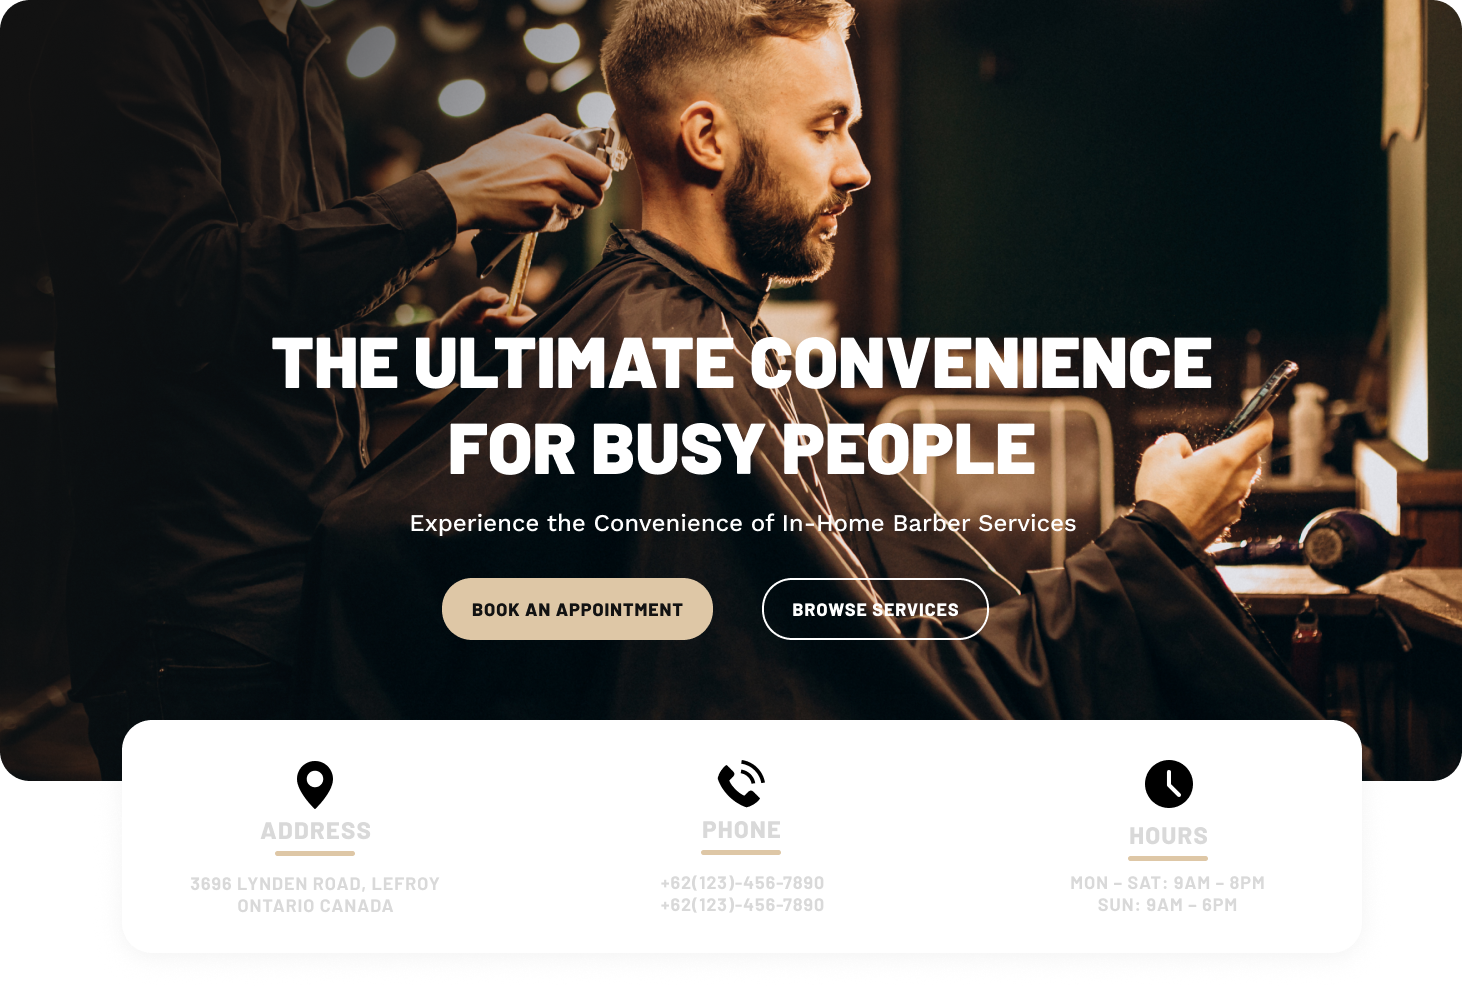 THE ULTIMATE CONVENIENCE
FOR BUSY PEOPLE
Experience the Convenience of In-Home Barber Services
BOOK AN APPOINTMENT
BROWSE SERVICES
ADDRESS
3696 LYNDEN ROAD, LEFROY
ONTARIO CANADA
PHONE
+62(123)-456-7890
+62(123)-456-7890
HOURS
MON – SAT: 9AM – 8PM
SUN: 9AM – 6PM